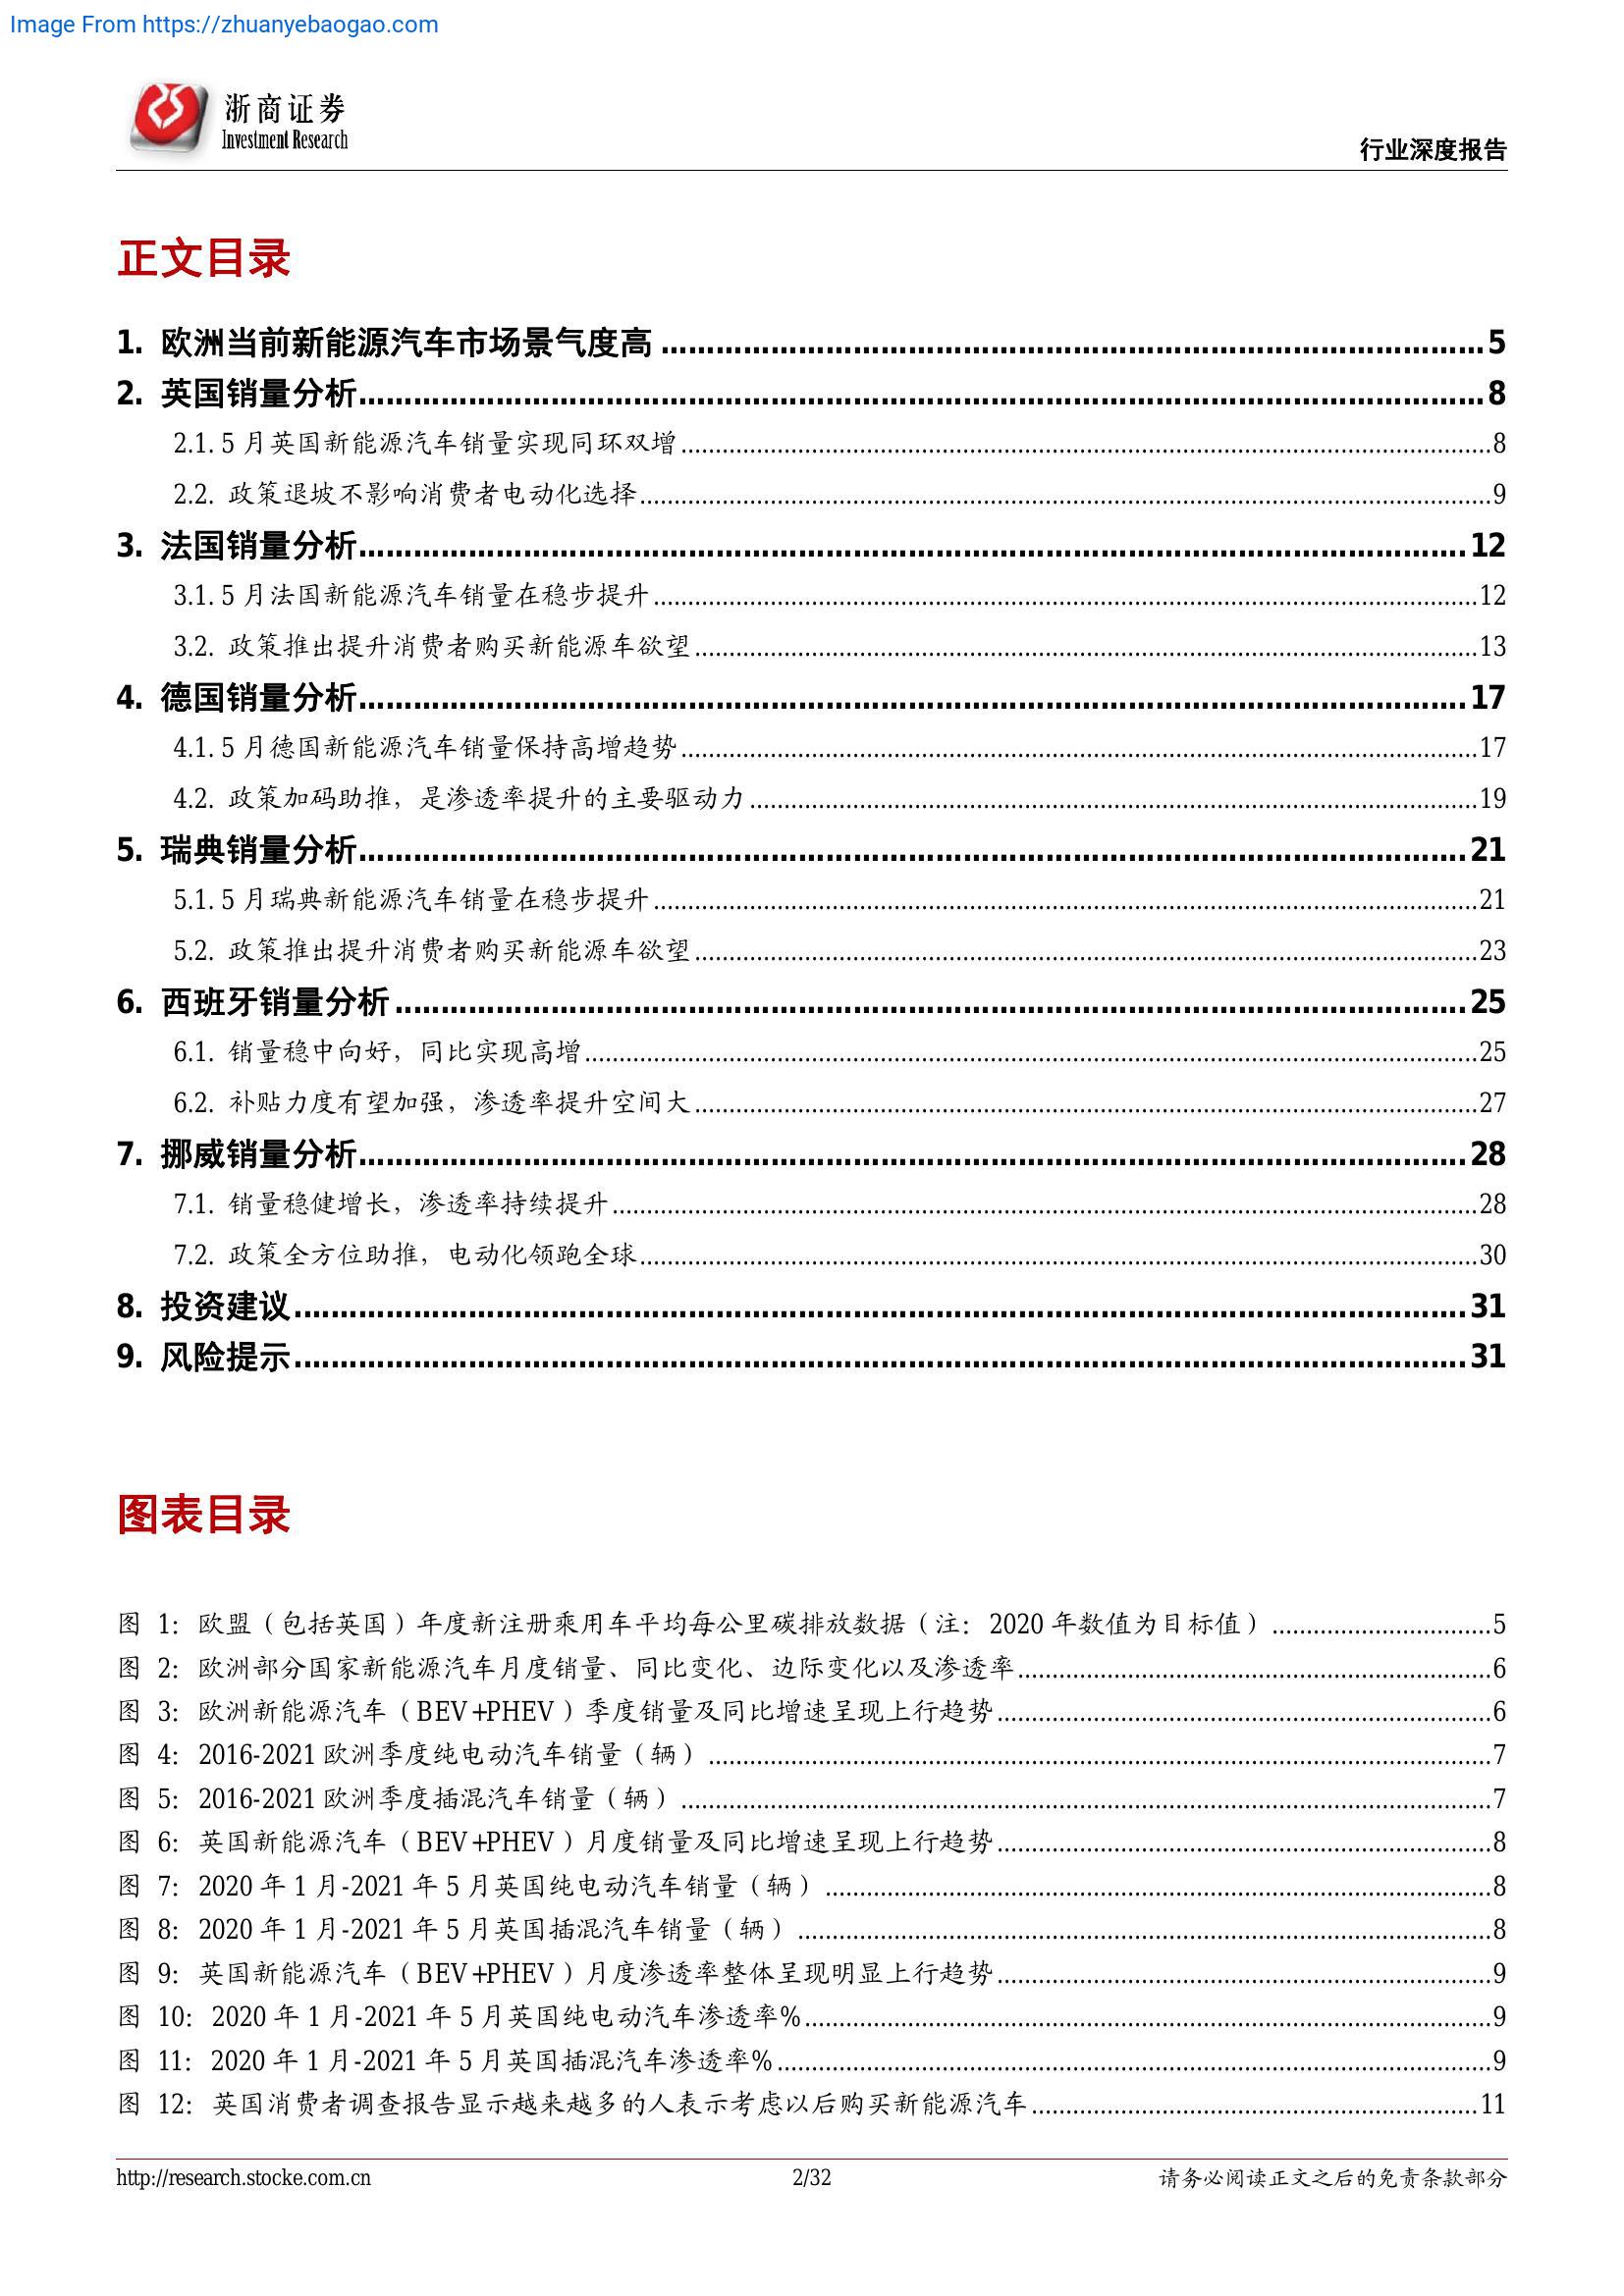 Image From https://zhuanyebaogao.com
浙商证券
Investment Research
行业深度报告
正文目录
1. 欧洲当前新能源汽车市场景气度高 5
2. 英国销量分析 8
2.1. 5 月英国新能源汽车销量实现同环双增 8
2.2. 政策退坡不影响消费者电动化选择 9
3. 法国销量分析 12
3.1. 5 月法国新能源汽车销量在稳步提升 12
3.2. 政策推出提升消费者购买新能源车欲望 13
4. 德国销量分析 17
4.1. 5 月德国新能源汽车销量保持高增趋势 17
4.2. 政策加码助推，是渗透率提升的主要驱动力 19
5. 瑞典销量分析 21
5.1. 5 月瑞典新能源汽车销量在稳步提升 21
5.2. 政策推出提升消费者购买新能源车欲望 23
6. 西班牙销量分析 25
6.1. 销量稳中向好，同比实现高增 25
6.2. 补贴力度有望加强，渗透率提升空间大 27
7. 挪威销量分析 28
7.1. 销量稳健增长，渗透率持续提升 28
7.2. 政策全方位助推，电动化领跑全球 30
8. 投资建议 31
9. 风险提示 31
图表目录
图 1: 欧盟（包括英国）年度新注册乘用车平均每公里碳排放数据（注：2020 年数值为目标值） 5
图 2: 欧洲部分国家新能源汽车月度销量、同比变化、边际变化以及渗透率 6
图 3: 欧洲新能源汽车（BEV+PHEV）季度销量及同比增速呈现上行趋势 6
图 4: 2016-2021 欧洲季度纯电动汽车销量（辆） 7
图 5: 2016-2021 欧洲季度插混汽车销量（辆） 7
图 6: 英国新能源汽车（BEV+PHEV）月度销量及同比增速呈现上行趋势 8
图 7: 2020 年 1 月-2021 年 5 月英国纯电动汽车销量（辆） 8
图 8: 2020 年 1 月-2021 年 5 月英国插混汽车销量（辆） 8
图 9: 英国新能源汽车（BEV+PHEV）月度渗透率整体呈现明显上行趋势 9
图 10: 2020 年 1 月-2021 年 5 月英国纯电动汽车渗透率% 9
图 11: 2020 年 1 月-2021 年 5 月英国插混汽车渗透率% 9
图 12: 英国消费者调查报告显示越来越多的人表示考虑以后购买新能源汽车 11
http://research.stocke.com.cn 2/32 请务必阅读正文之后的免责条款部分